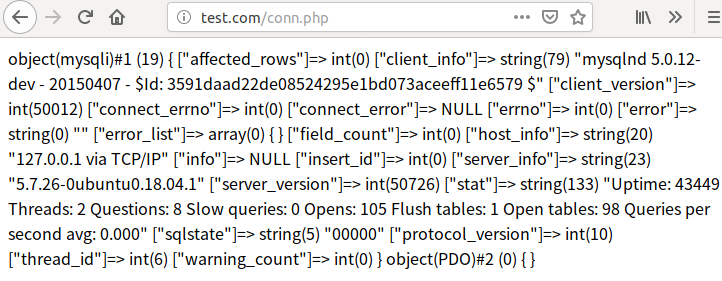 test.com/conn.php
object(mysqli)#1 (19) { ["affected_rows"]=> int(0) ["client_info"]=> string(79) "mysqlnd 5.0.12-
dev - 20150407 - $Id: 3591daad22de08524295e1bd073aceeff11e6579 $" ["client_version"]=>
int(50012) ["connect_errno"]=> int(0) ["connect_error"]=> NULL ["errno"]=> int(0) ["error"]=>
string(0) "" ["error_list"]=> array(0) { } ["field_count"]=> int(0) ["host_info"]=> string(20)
"127.0.0.1 via TCP/IP" ["info"]=> NULL ["insert_id"]=> int(0) ["server_info"]=> string(23)
"5.7.26-0ubuntu0.18.04.1" ["server_version"]=> int(50726) ["stat"]=> string(133) "Uptime: 43449
Threads: 2 Questions: 8 Slow queries: 0 Opens: 105 Flush tables: 1 Open tables: 98 Queries per
second avg: 0.000" ["sqlstate"]=> string(5) "00000" ["protocol_version"]=> int(10)
["thread_id"]=> int(6) ["warning_count"]=> int(0) } object(PDO)#2 (0) { }